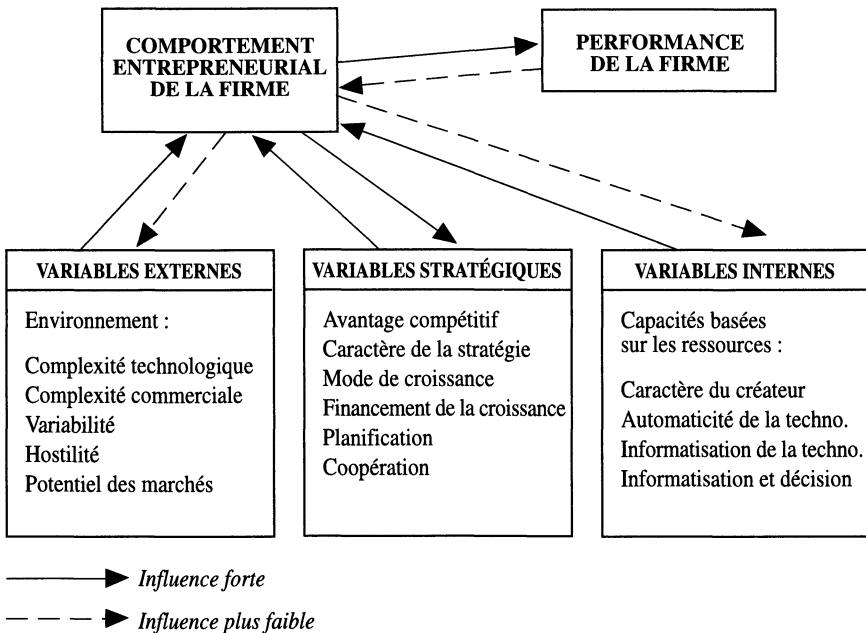 COMPORTEMENT
ENTREPRENEURIAL
DE LA FIRME
PERFORMANCE
DE LA FIRME
VARIABLES EXTERNES
Environnement :
Complexité technologique
Complexité commerciale
Variabilité
Hostilité
Potentiel des marchés
VARIABLES STRATÉGIQUES
Avantage compétitif
Caractère de la stratégie
Mode de croissance
Financement de la croissance
Planification
Coopération
VARIABLES INTERNES
Capacités basées
sur les ressources :
Caractère du créateur
Automaticité de la techno.
Informatisation de la techno.
Informatisation et décision
Influence forte
Influence plus faible